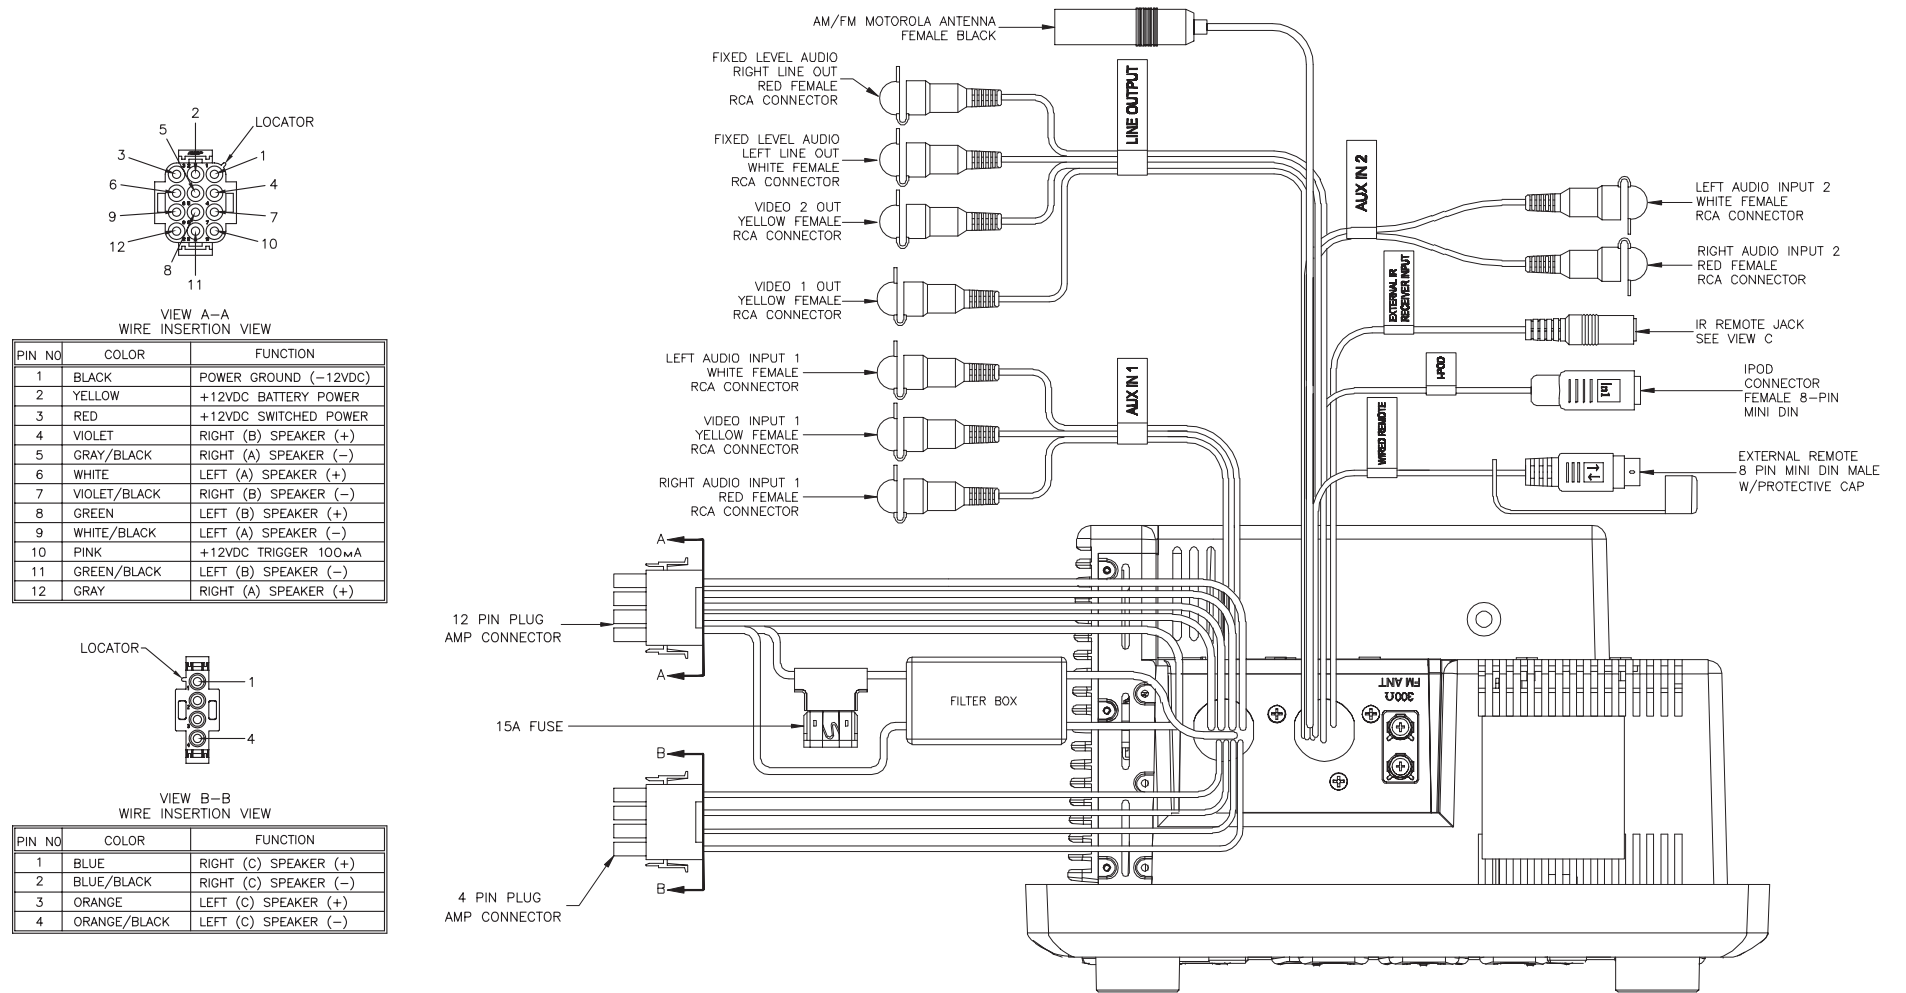 2
5
LOCATOR
3
1
6
4
9
7
12
10
8
11
VIEW A-A
WIRE INSERTION VIEW
PIN NO COLOR FUNCTION
1 BLACK POWER GROUND (-12VDC)
2 YELLOW +12VDC BATTERY POWER
3 RED +12VDC SWITCHED POWER
4 VIOLET RIGHT (B) SPEAKER (+)
5 GRAY/BLACK RIGHT (A) SPEAKER (-)
6 WHITE LEFT (A) SPEAKER (+)
7 VIOLET/BLACK RIGHT (B) SPEAKER (-)
8 GREEN LEFT (B) SPEAKER (+)
9 WHITE/BLACK LEFT (A) SPEAKER (-)
10 PINK +12VDC TRIGGER 100MA
11 GREEN/BLACK LEFT (B) SPEAKER (-)
12 GRAY RIGHT (A) SPEAKER (+)
LOCATOR
1
4
VIEW B-B
WIRE INSERTION VIEW
PIN NO COLOR FUNCTION
1 BLUE RIGHT (C) SPEAKER (+)
2 BLUE/BLACK RIGHT (C) SPEAKER (-)
3 ORANGE LEFT (C) SPEAKER (+)
4 ORANGE/BLACK LEFT (C) SPEAKER (-)
AM/FM MOTOROLA ANTENNA
FEMALE BLACK
FIXED LEVEL AUDIO
RIGHT LINE OUT
RED FEMALE
RCA CONNECTOR
FIXED LEVEL AUDIO
LEFT LINE OUT
WHITE FEMALE
RCA CONNECTOR
VIDEO 2 OUT
YELLOW FEMALE
RCA CONNECTOR
VIDEO 1 OUT
YELLOW FEMALE
RCA CONNECTOR
LINE OUTPUT
LEFT AUDIO INPUT 1
WHITE FEMALE
RCA CONNECTOR
VIDEO INPUT 1
YELLOW FEMALE
RCA CONNECTOR
RIGHT AUDIO INPUT 1
RED FEMALE
RCA CONNECTOR
AUX IN 1
AUX IN 2
LEFT AUDIO INPUT 2
WHITE FEMALE
RCA CONNECTOR
RIGHT AUDIO INPUT 2
RED FEMALE
RCA CONNECTOR
EXTERNAL IR
RECEIVER INPUT
IR REMOTE JACK
SEE VIEW C
I-POD
In1
IPOD
CONNECTOR
FEMALE 8-PIN
MINI DIN
WIRED REMOTE
EXTERNAL REMOTE
8 PIN MINI DIN MALE
W/PROTECTIVE CAP
A
12 PIN PLUG
AMP CONNECTOR
A
15A FUSE
FILTER BOX
B
4 PIN PLUG
AMP CONNECTOR
B
300Ω
FM ANT